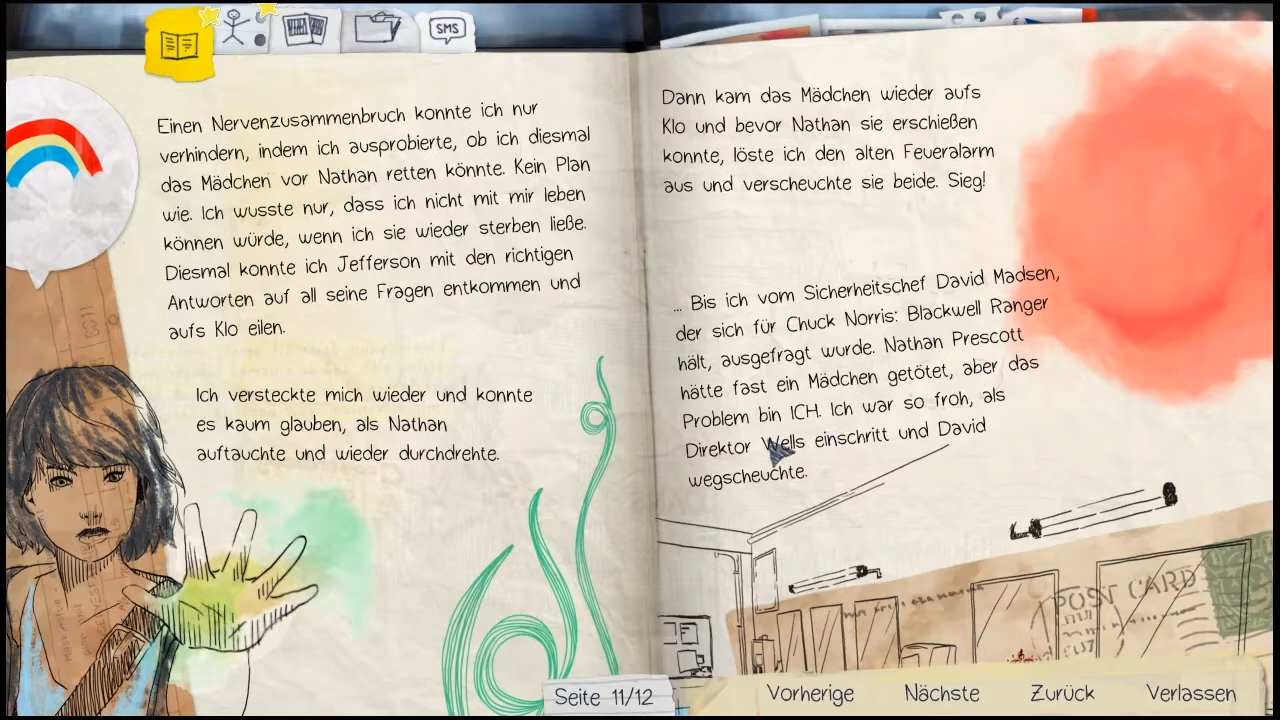 SMS
Einen Nervenzusammenbruch konnte ich nur
verhindern, indem ich ausprobierte, ob ich diesmal
das Mädchen vor Nathan retten könnte. Kein Plan
wie. Ich wusste nur, dass ich nicht mit mir leben
können würde, wenn ich sie wieder sterben ließe.
Diesmal konnte ich Jefferson mit den richtigen
Antworten auf all seine Fragen entkommen und
aufs Klo eilen.
Ich versteckte mich wieder und konnte
es kaum glauben, als Nathan
auftauchte und wieder durchdrehte.
Dann kam das Mädchen wieder aufs
Klo und bevor Nathan sie erschießen
konnte, löste ich den alten Feueralarm
aus und verscheuchte sie beide. Sieg!
... Bis ich vom Sicherheitschef David Madsen,
der sich für Chuck Norris: Blackwell Ranger
hält, ausgefragt wurde. Nathan Prescott
hätte fast ein Mädchen getötet, aber das
Problem bin ICH. Ich war so froh, als
Direktor Wells einschritt und David
wegscheuchte.
POST CARD
Seite 11/12
Vorherige
Nächste
Zurück
Verlassen